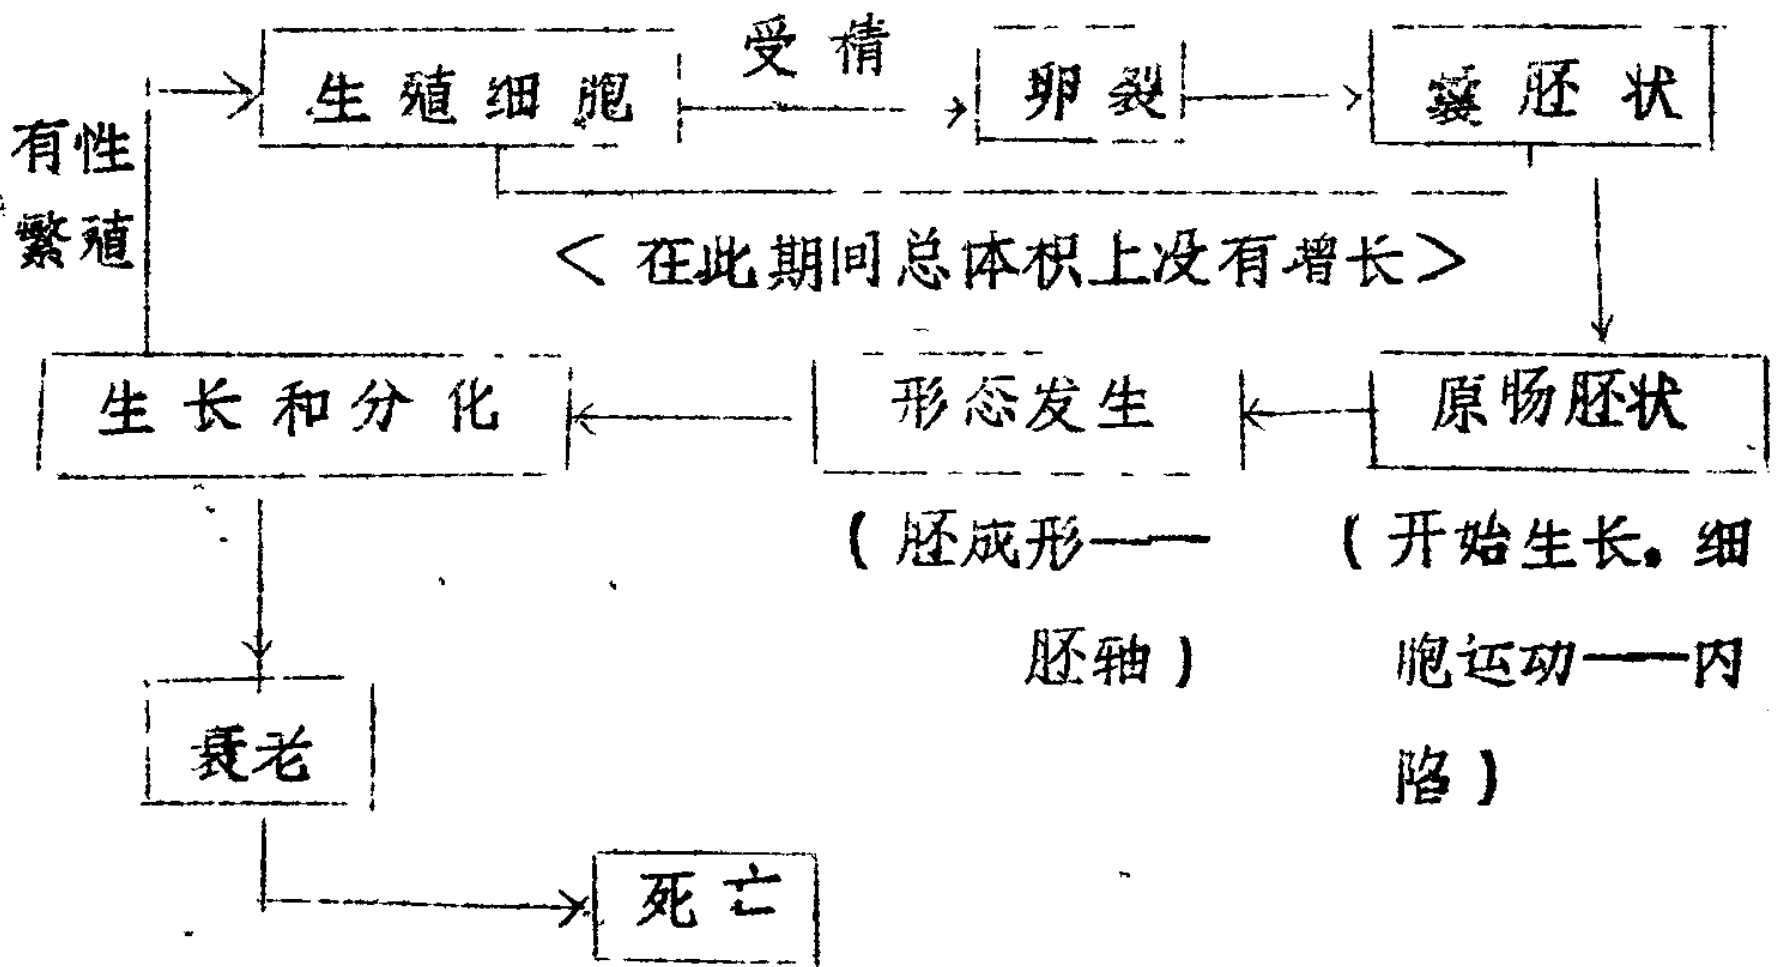 受精
生殖细胞
卵裂
囊胚状
有性
繁殖
<在此期间总体积上没有增长>
生长和分化
形态发生
原肠胚状
(胚成形——
胚轴)
(开始生长。细
胞运动——内
陷)
衰老
死亡